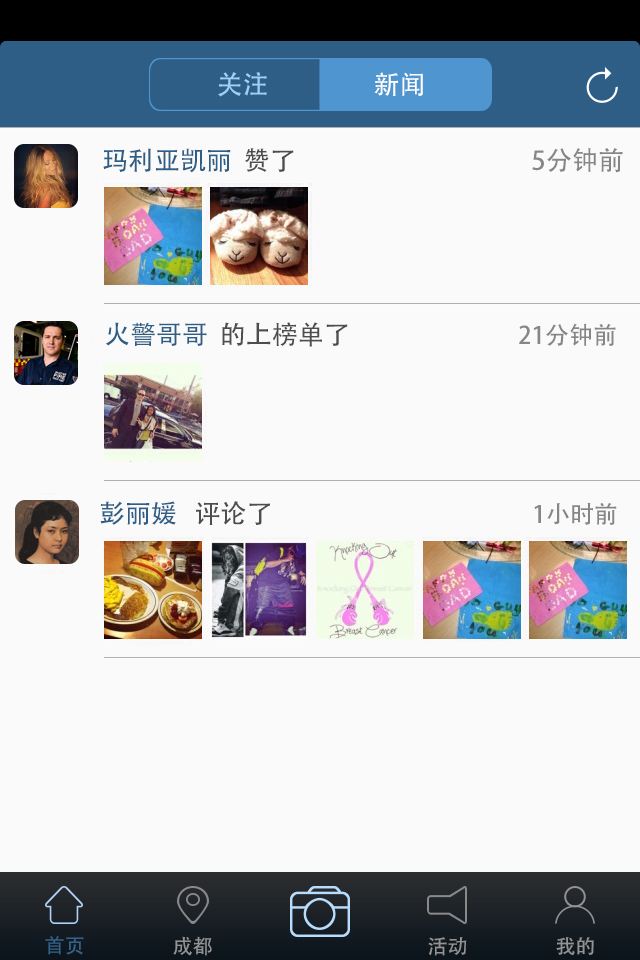 关注 新闻
玛利亚凯丽 赞了 5分钟前
火警哥哥 的上榜单了 21分钟前
彭丽媛 评论了 1小时前
Knocking Out
Breast Cancer
首页 成都 活动 我的